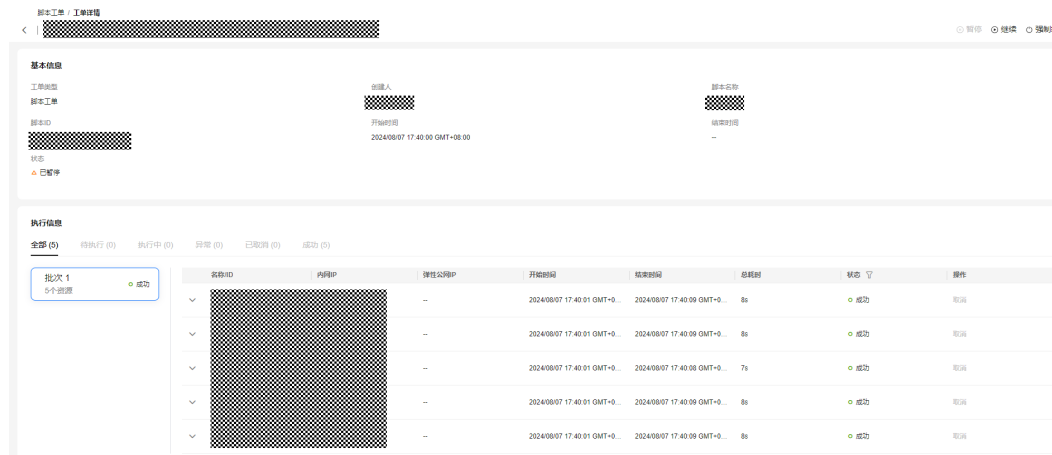 脚本工单 / 工单详情
暂停 继续
基本信息
工单类型 创建人 脚本名称
脚本工单
脚本ID 开始时间 结束时间
2024/08/07 17:40:00 GMT+08:00 --
状态
已暂停
执行信息
全部 (5) 待执行 (0) 执行中 (0) 异常 (0) 已取消 (0) 成功 (5)
批次 1 成功
5个资源
名称/ID 内网IP 弹性公网IP 开始时间 结束时间 总耗时 状态 操作
-- 2024/08/07 17:40:01 GMT+0... 2024/08/07 17:40:09 GMT+0... 8s 成功 取消
-- 2024/08/07 17:40:01 GMT+0... 2024/08/07 17:40:09 GMT+0... 8s 成功 取消
-- 2024/08/07 17:40:01 GMT+0... 2024/08/07 17:40:08 GMT+0... 7s 成功 取消
-- 2024/08/07 17:40:01 GMT+0... 2024/08/07 17:40:09 GMT+0... 8s 成功 取消
-- 2024/08/07 17:40:01 GMT+0... 2024/08/07 17:40:09 GMT+0... 8s 成功 取消